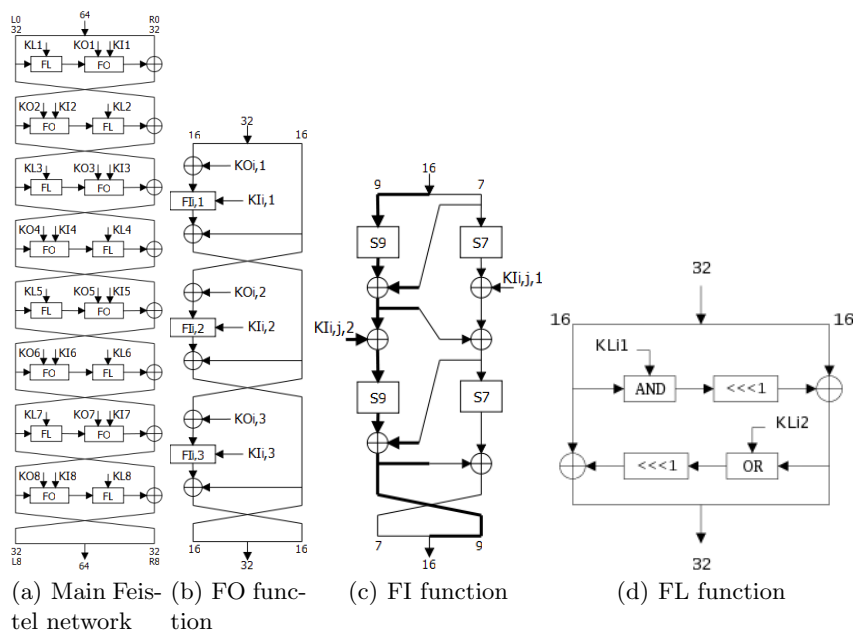 L0 64 R0
32 32
KL1 KO1 KI1
FL FO
KO2 KI2 KL2
FO FL
KL3 KO3 KI3
FL FO
KO4 KI4 KL4
FO FL
KL5 KO5 KI5
FL FO
KO6 KI6 KL6
FO FL
KL7 KO7 KI7
FL FO
KO8 KI8 KL8
FO FL
32 64 32
L8 R8
(a) Main Feis-
tel network
32
16 16
KOi,1
FIi,1 KIi,1
KOi,2
FIi,2 KIi,2
KOi,3
FIi,3 KIi,3
16 16
32
(b) FO func-
tion
16
9 7
S9 S7
KIi,j,1
KIi,j,2
S9 S7
7 9
16
(c) FI function
32
16 16
KLi1
AND <<<1
KLi2
<<<1 OR
32
(d) FL function